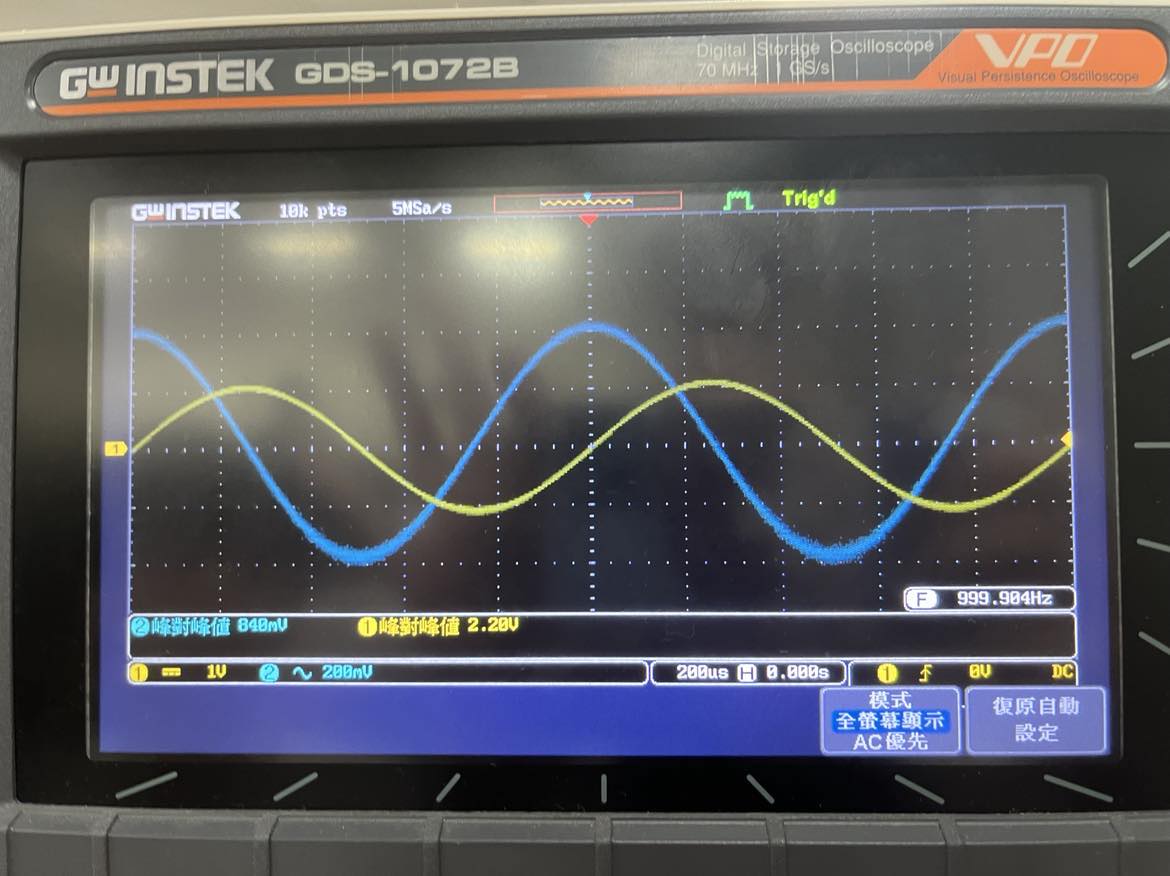 GW INSTEK GDS-1072B
Digital Storage Oscilloscope
70 MHz 1 GS/s
VPO
Visual Persistence Oscilloscope
GW INSTEK 10k pts 5MSa/s Trig'd
1
F 999.904Hz
2 峰對峰值 840mV 1 峰對峰值 2.20V
1 1V 2 200mV 200us H 0.000s 1 0V DC
模式
全螢幕顯示
AC優先
復原自動
設定